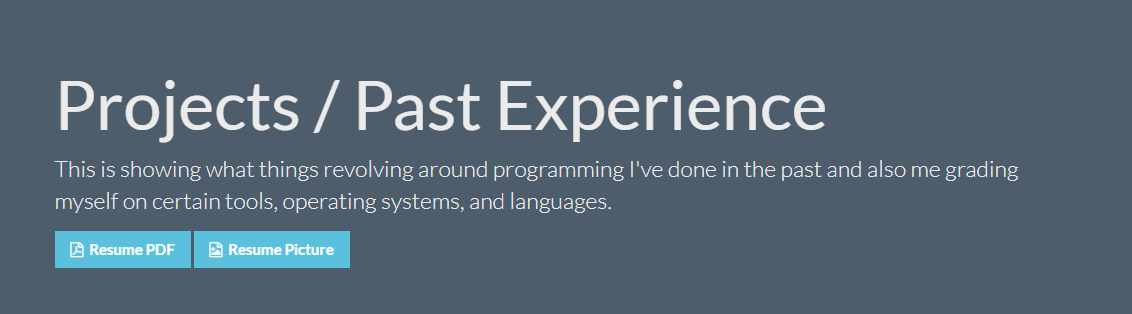 Projects / Past Experience
This is showing what things revolving around programming I've done in the past and also me grading
myself on certain tools, operating systems, and languages.
Resume PDF Resume Picture